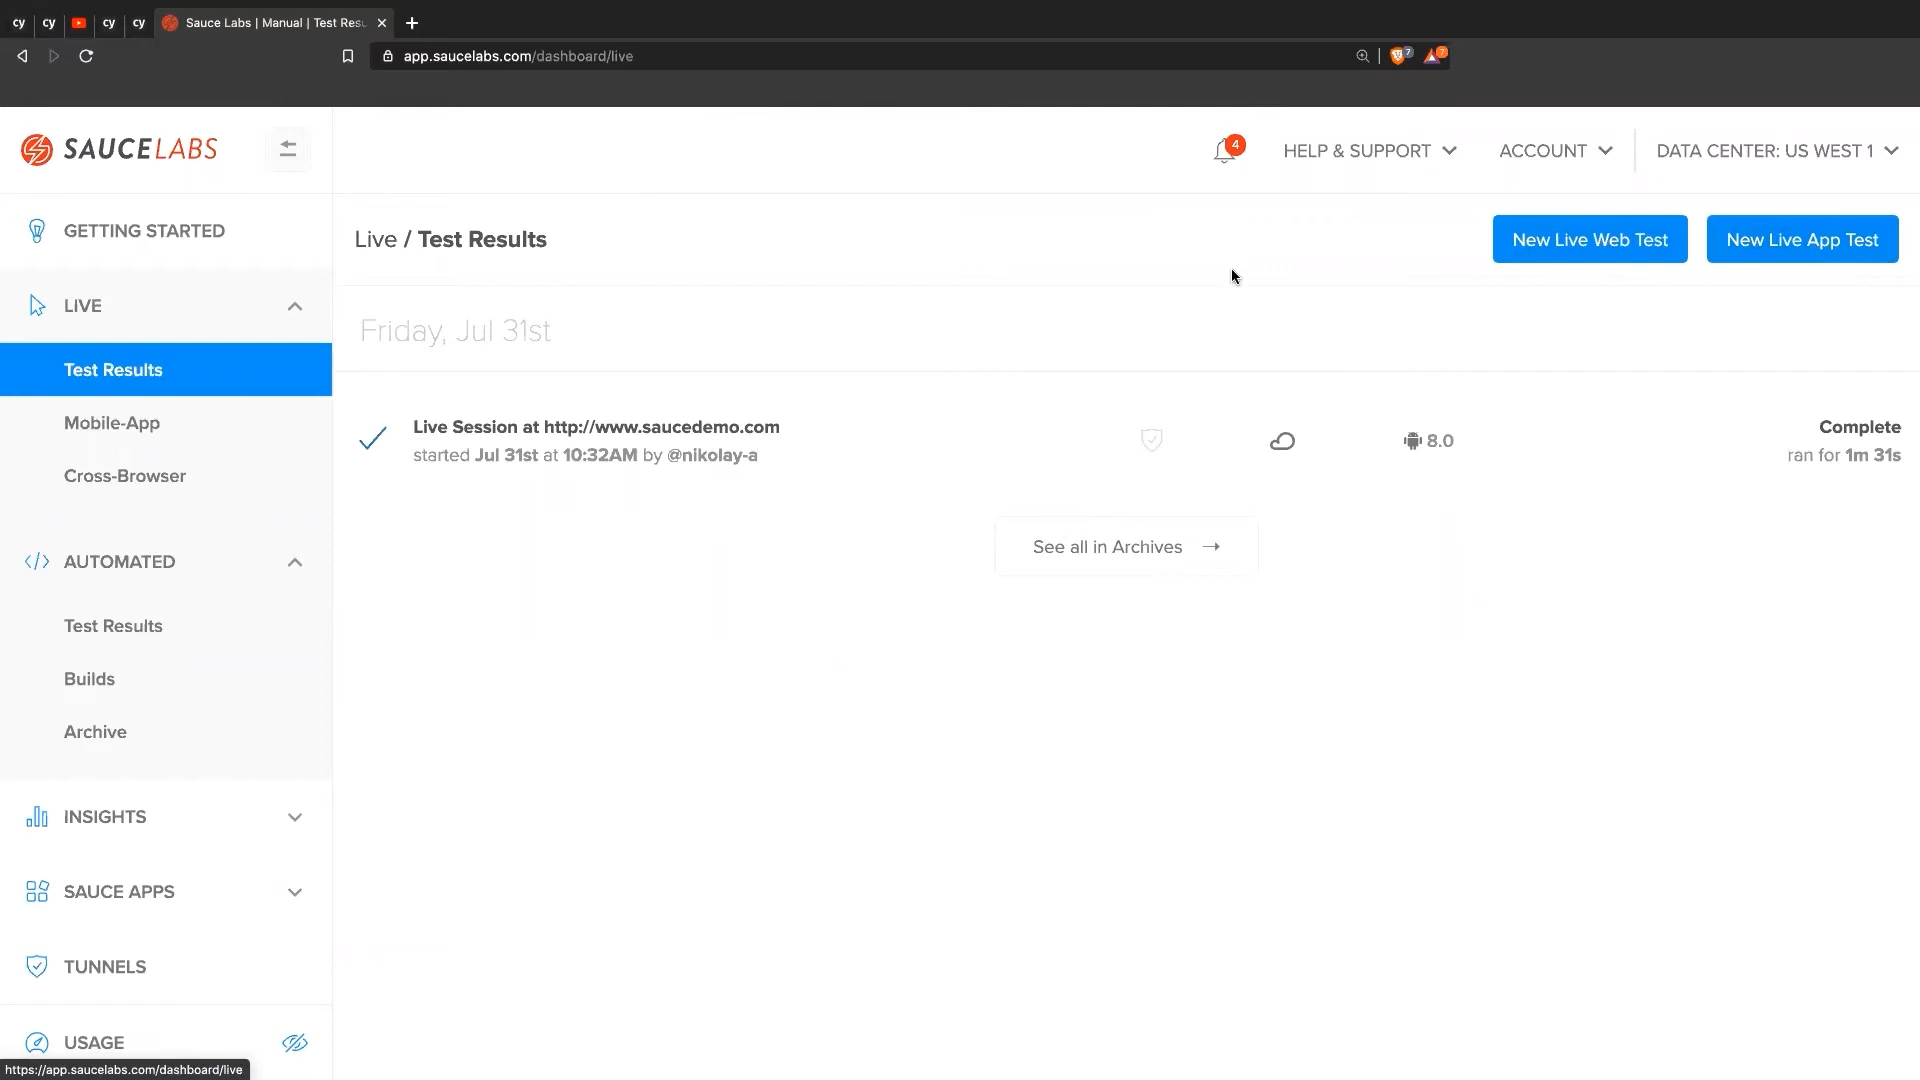 cy cy cy cy Sauce Labs | Manual | Test Resu
app.saucelabs.com/dashboard/live
7
7
SAUCELABS
4
HELP & SUPPORT
ACCOUNT
DATA CENTER: US WEST 1
GETTING STARTED
LIVE
Test Results
Mobile-App
Cross-Browser
AUTOMATED
Test Results
Builds
Archive
INSIGHTS
SAUCE APPS
TUNNELS
USAGE
https://app.saucelabs.com/dashboard/live
Live / Test Results
New Live Web Test
New Live App Test
Friday, Jul 31st
Live Session at http://www.saucedemo.com
started Jul 31st at 10:32AM by @nikolay-a
8.0
Complete
ran for 1m 31s
See all in Archives →